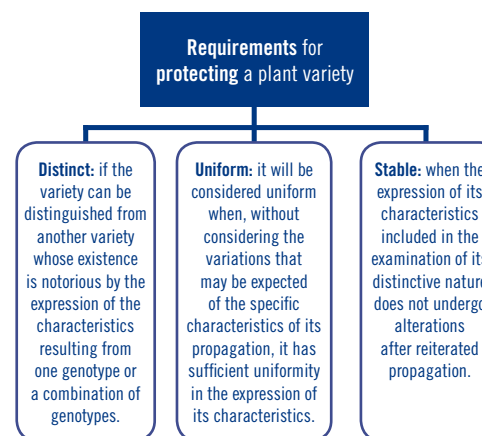 Requirements for
protecting a plant variety
Distinct: if the
variety can be
distinguished from
another variety
whose existence
is notorious by the
expression of the
characteristics
resulting from
one genotype or
a combination of
genotypes.
Uniform: it will be
considered uniform
when, without
considering the
variations that
may be expected
of the specific
characteristics of its
propagation, it has
sufficient uniformity
in the expression of
its characteristics.
Stable: when the
expression of its
characteristics
included in the
examination of its
distinctive nature
does not undergo
alterations
after reiterated
propagation.